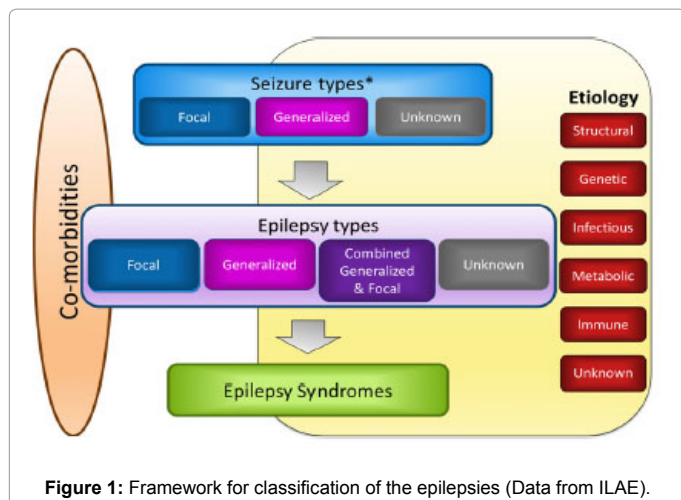 Co-morbidities
Seizure types*
Focal
Generalized
Unknown
Epilepsy types
Focal
Generalized
Combined
Generalized
& Focal
Unknown
Epilepsy Syndromes
Etiology
Structural
Genetic
Infectious
Metabolic
Immune
Unknown
Figure 1: Framework for classification of the epilepsies (Data from ILAE).